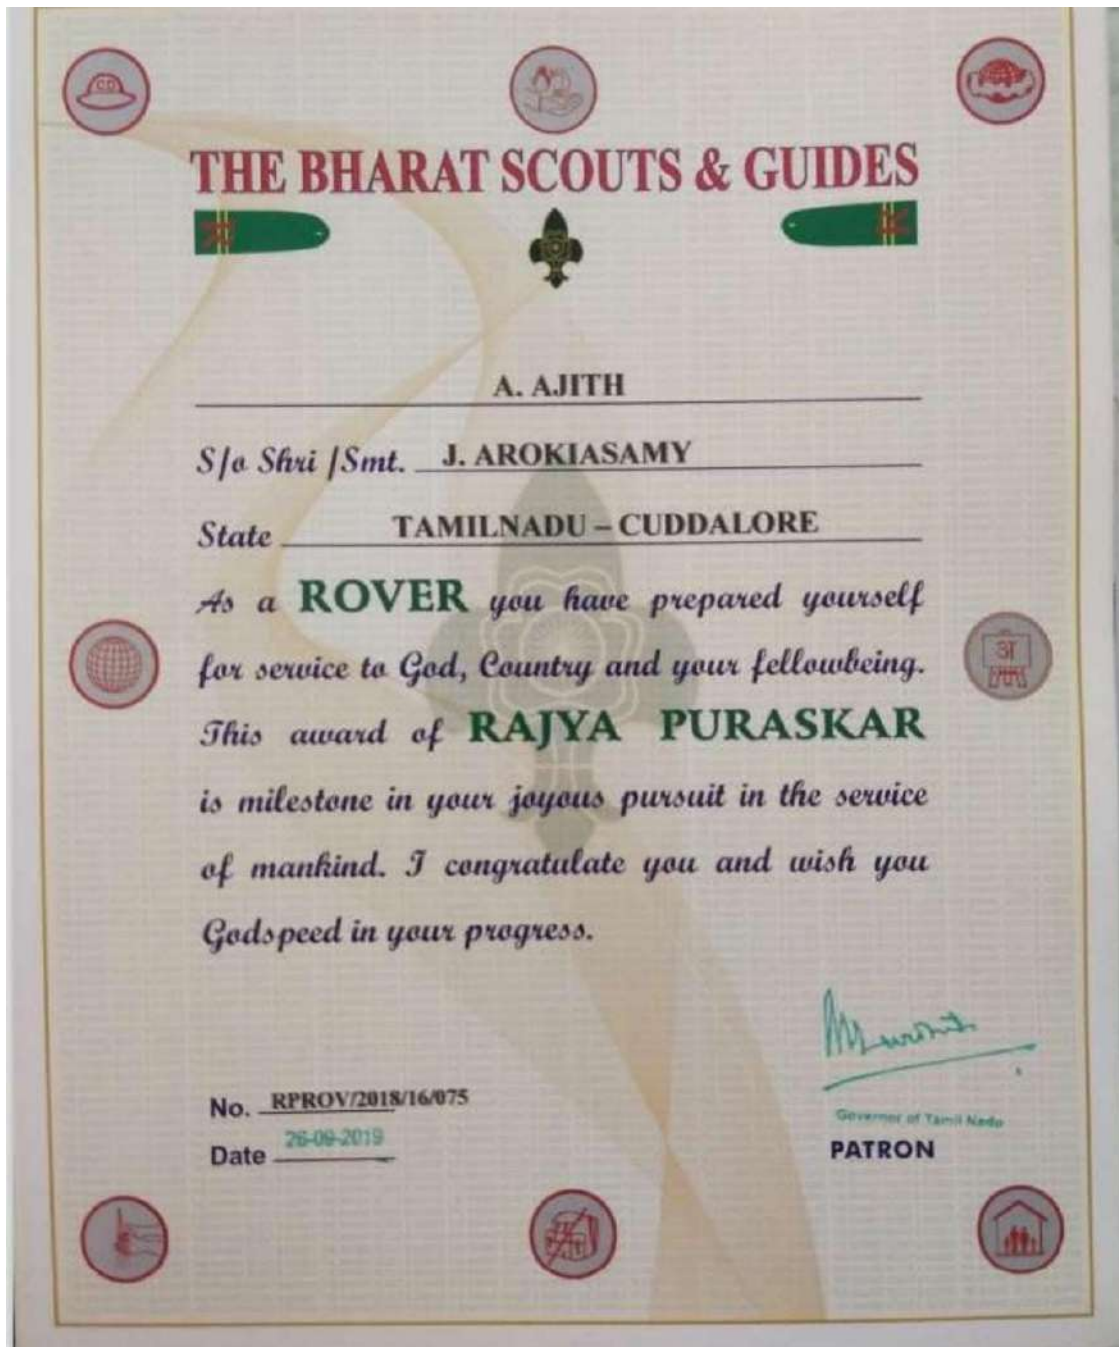 CD
THE BHARAT SCOUTS & GUIDES
A. AJITH
S/o Shri /Smt. J. AROKIASAMY
State TAMILNADU – CUDDALORE
As a ROVER you have prepared yourself
for service to God, Country and your fellowbeing.
This award of RAJYA PURASKAR
is milestone in your joyous pursuit in the service
of mankind. I congratulate you and wish you
Godspeed in your progress.
अ
No. RPROV/2018/16/075
Date 26-09-2019
Governor of Tamil Nadu
PATRON